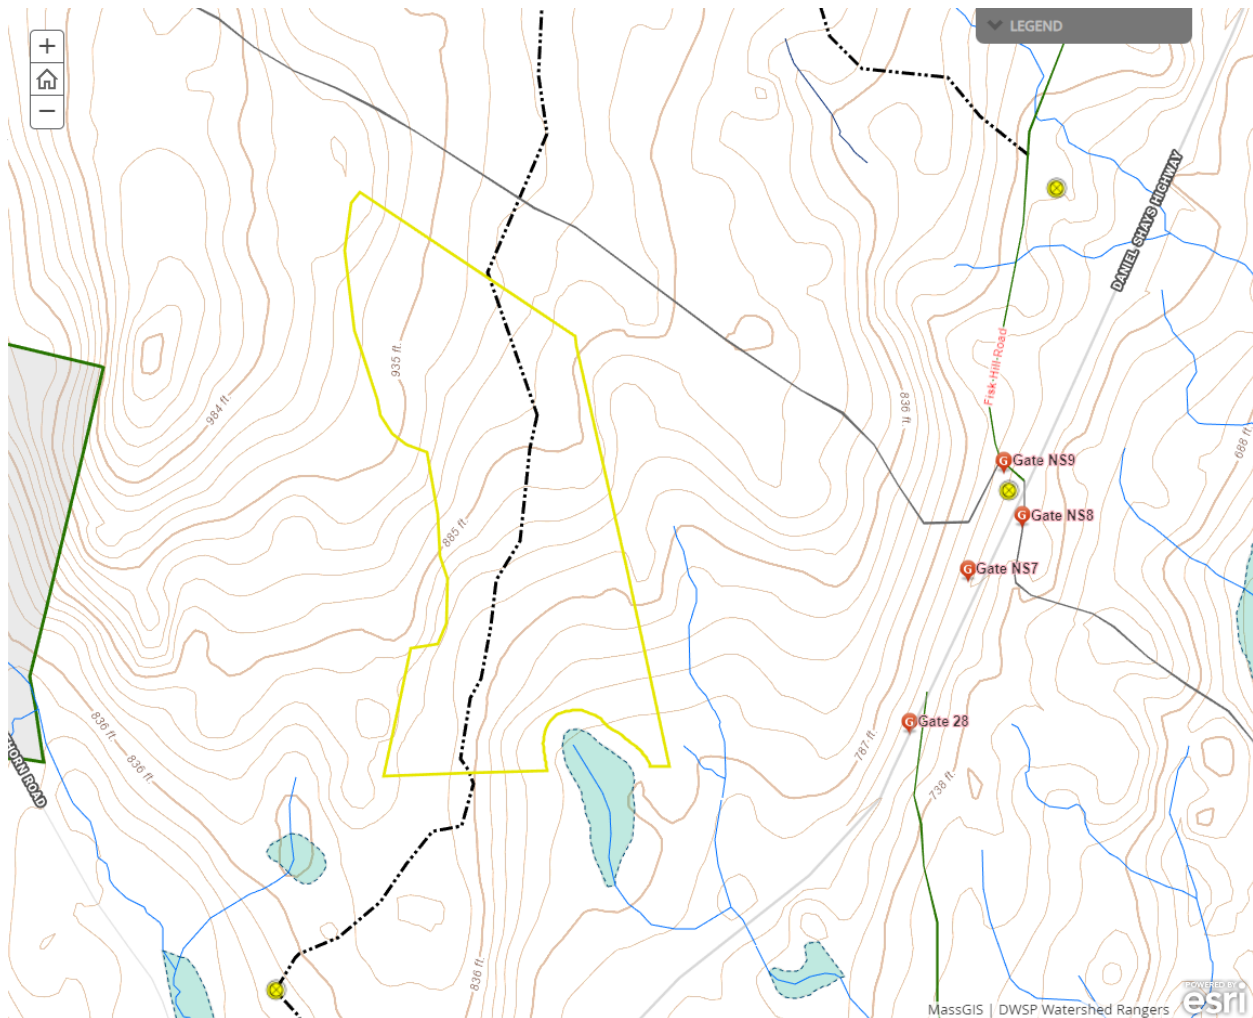 +
LEGEND
−
DANIEL SHAYS HIGHWAY
Fisk-Hill-Road
935 ft.
984 ft
836 ft.
688 ft.
G Gate NS9
G Gate NS8
885 ft.
G Gate NS7
836 ft.
G Gate 28
787 ft.
836 ft.
HORN ROAD
738 ft.
836 ft.
POWERED BY
esri
MassGIS | DWSP Watershed Rangers